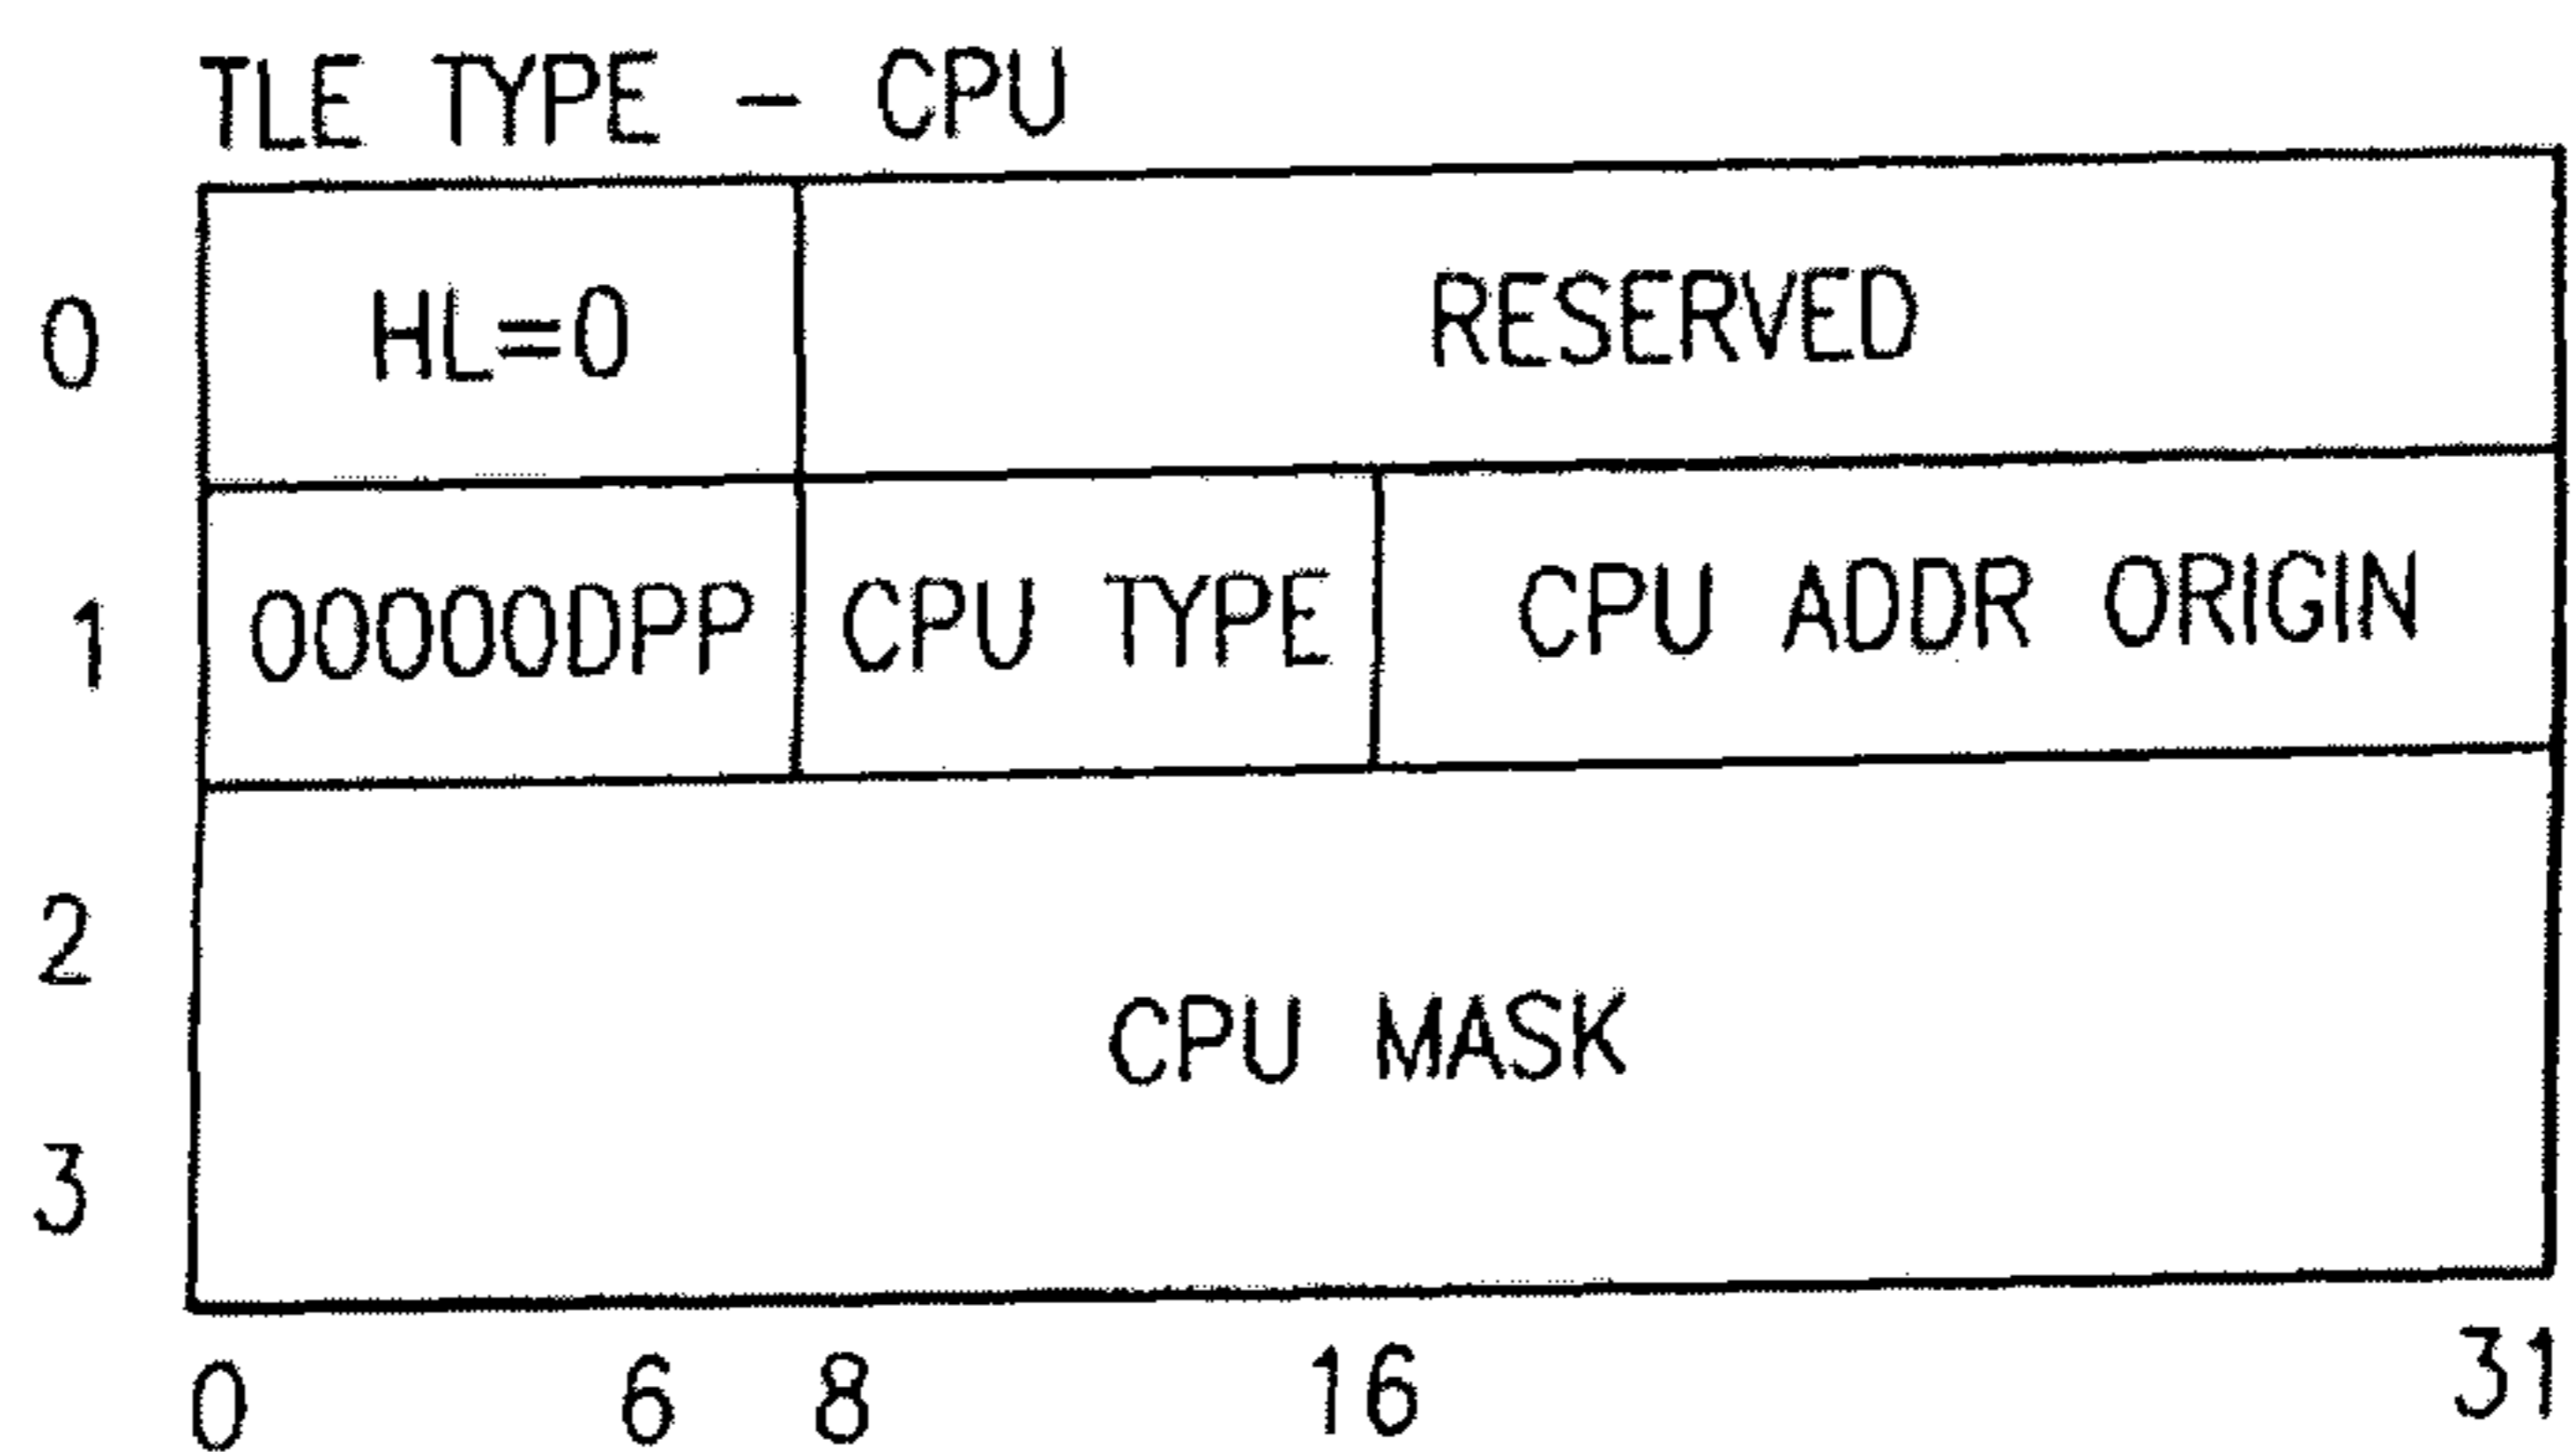 TLE TYPE - CPU
0 HL=0 RESERVED
1 00000DPP CPU TYPE CPU ADDR ORIGIN
2
CPU MASK
3
0 6 8 16 31